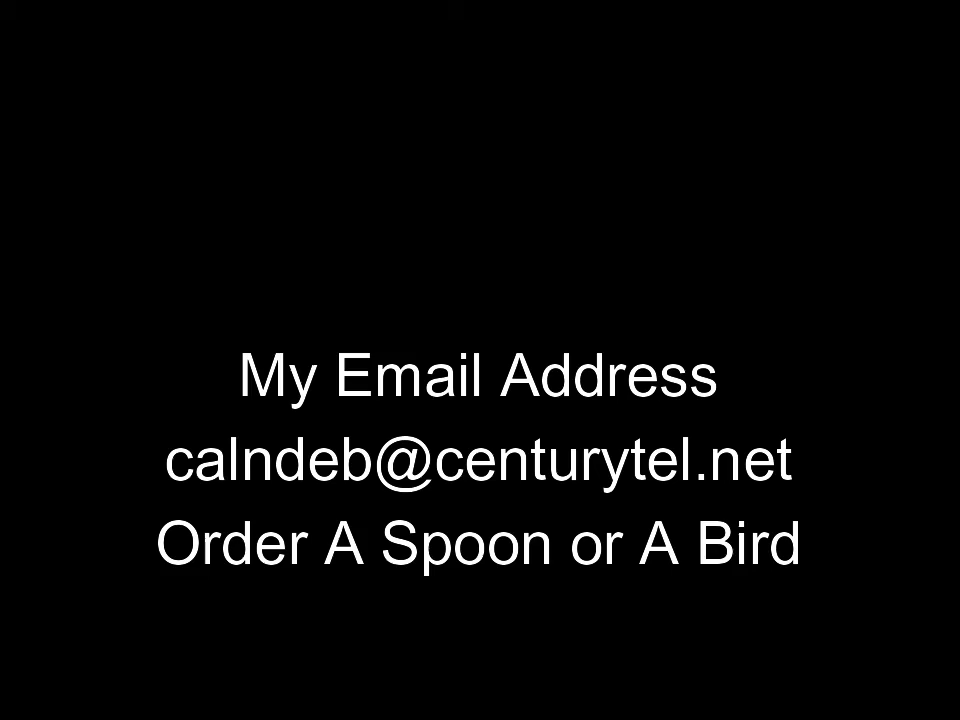 My Email Address
calndeb@centurytel.net
Order A Spoon or A Bird